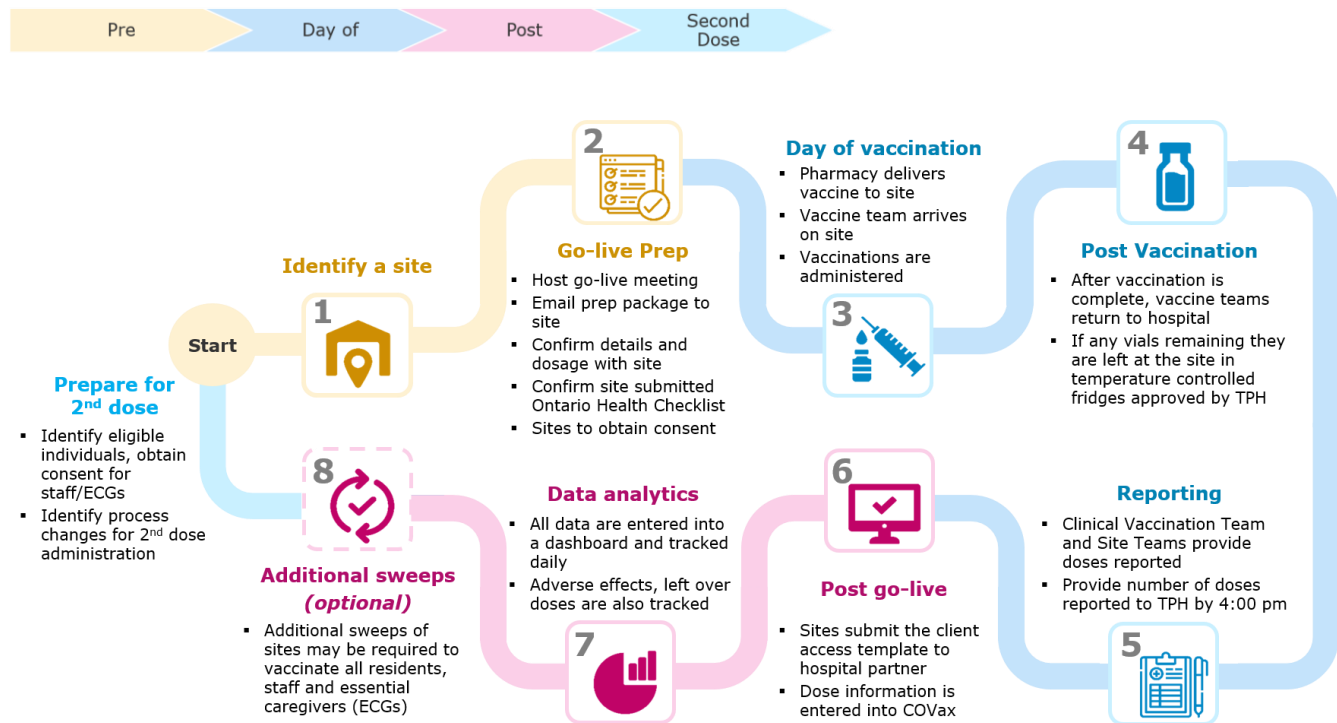 Pre
Day of
Post
Second
Dose
Start
Identify a site
1
2
Go-live Prep
▪ Host go-live meeting
▪ Email prep package to
site
▪ Confirm details and
dosage with site
▪ Confirm site submitted
Ontario Health Checklist
▪ Sites to obtain consent
Day of vaccination
▪ Pharmacy delivers
vaccine to site
▪ Vaccine team arrives
on site
▪ Vaccinations are
administered
3
4
Post Vaccination
▪ After vaccination is
complete, vaccine teams
return to hospital
▪ If any vials remaining they
are left at the site in
temperature controlled
fridges approved by TPH
Reporting
▪ Clinical Vaccination Team
and Site Teams provide
doses reported
▪ Provide number of doses
reported to TPH by 4:00 pm
5
6
Post go-live
▪ Sites submit the client
access template to
hospital partner
▪ Dose information is
entered into COVax
Data analytics
▪ All data are entered into
a dashboard and tracked
daily
▪ Adverse effects, left over
doses are also tracked
7
8
Additional sweeps
(optional)
▪ Additional sweeps of
sites may be required to
vaccinate all residents,
staff and essential
caregivers (ECGs)
Prepare for
2nd dose
▪ Identify eligible
individuals, obtain
consent for
staff/ECGs
▪ Identify process
changes for 2nd dose
administration